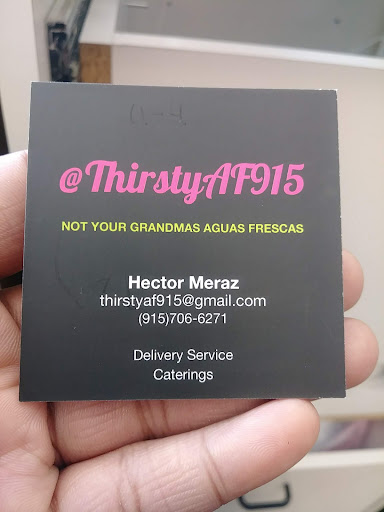 @ThirstyAF915
NOT YOUR GRANDMAS AGUAS FRESCAS
Hector Meraz
thirstyaf915@gmail.com
(915)706-6271
Delivery Service
Caterings